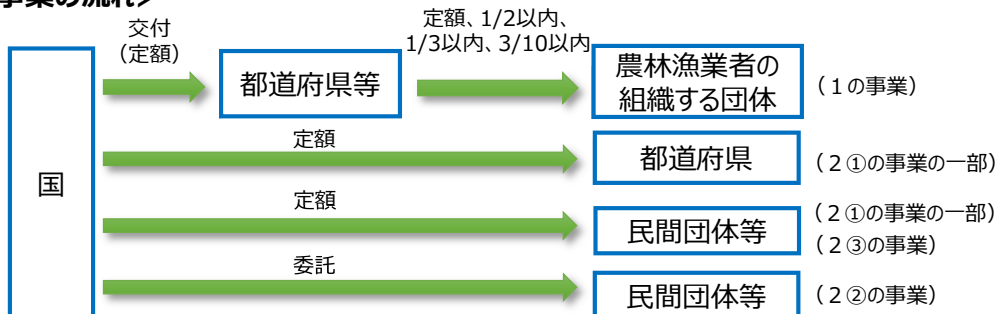 事業の流れ>
交付
（定額）
定額、1/2以内、
1/3以内、3/10以内
都道府県等
農林漁業者の
組織する団体
（１の事業）
国
定額
都道府県
（２①の事業の一部）
定額
民間団体等
（２①の事業の一部）
（２③の事業）
委託
民間団体等
（２②の事業）